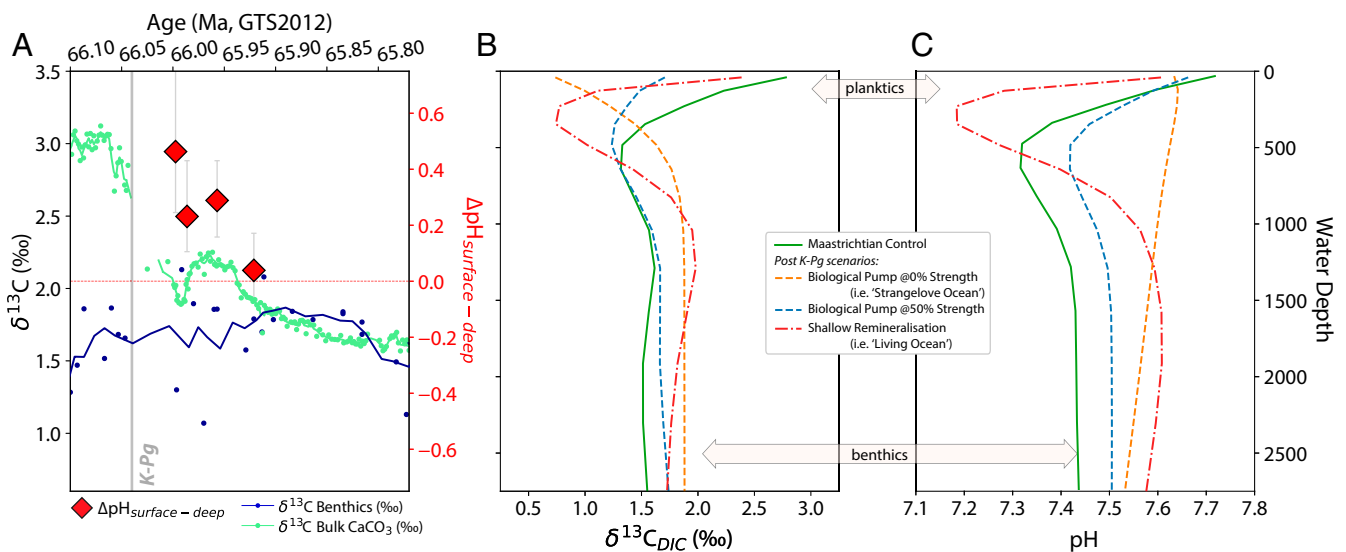 Age (Ma, GTS2012)
A
66.10 66.05 66.00 65.95 65.90 65.85 65.80
3.5
3.0
2.5
2.0
1.5
1.0
δ13C (‰)
0.6
0.4
0.2
0.0
−0.2
−0.4
−0.6
ΔpHsurface−deep
K-Pg
ΔpHsurface−deep
δ13C Benthics (‰)
δ13C Bulk CaCO3 (‰)
B
0.5 1.0 1.5 2.0 2.5 3.0
δ13CDIC (‰)
planktics
Maastrichtian Control
Post K-Pg scenarios:
Biological Pump @0% Strength
(i.e. 'Strangelove Ocean')
Biological Pump @50% Strength
Shallow Remineralisation
(i.e. 'Living Ocean')
benthics
C
0
500
1000
1500
2000
2500
Water Depth
7.1 7.2 7.3 7.4 7.5 7.6 7.7 7.8
pH